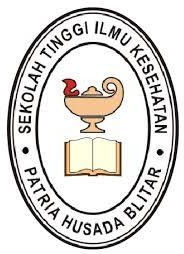 SEKOLAH TINGGI ILMU KESEHATAN
PATRIA HUSADA BLITAR